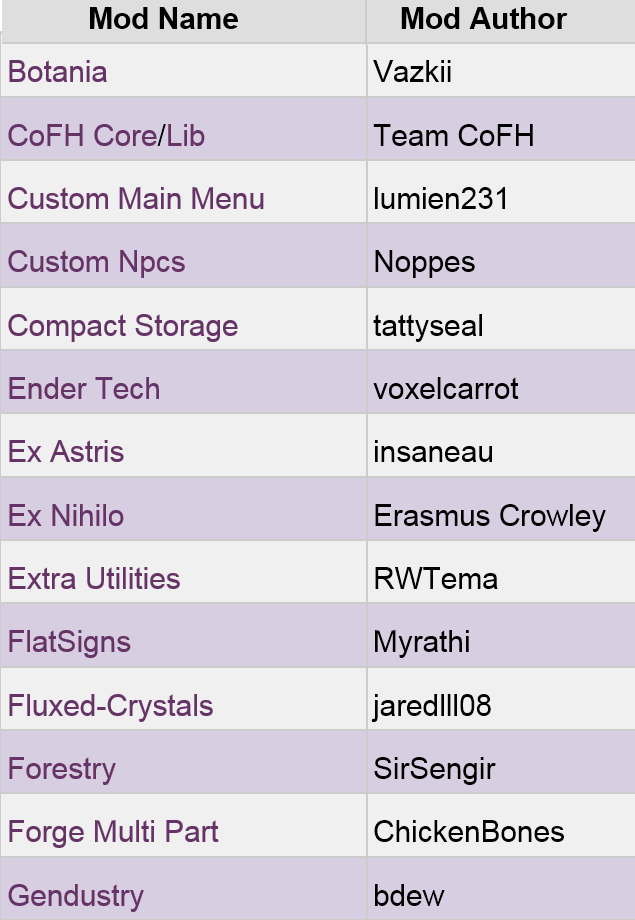 Mod Name Mod Author
Botania Vazkii
CoFH Core/Lib Team CoFH
Custom Main Menu lumien231
Custom Npcs Noppes
Compact Storage tattyseal
Ender Tech voxelcarrot
Ex Astris insaneau
Ex Nihilo Erasmus Crowley
Extra Utilities RWTema
FlatSigns Myrathi
Fluxed-Crystals jaredlll08
Forestry SirSengir
Forge Multi Part ChickenBones
Gendustry bdew